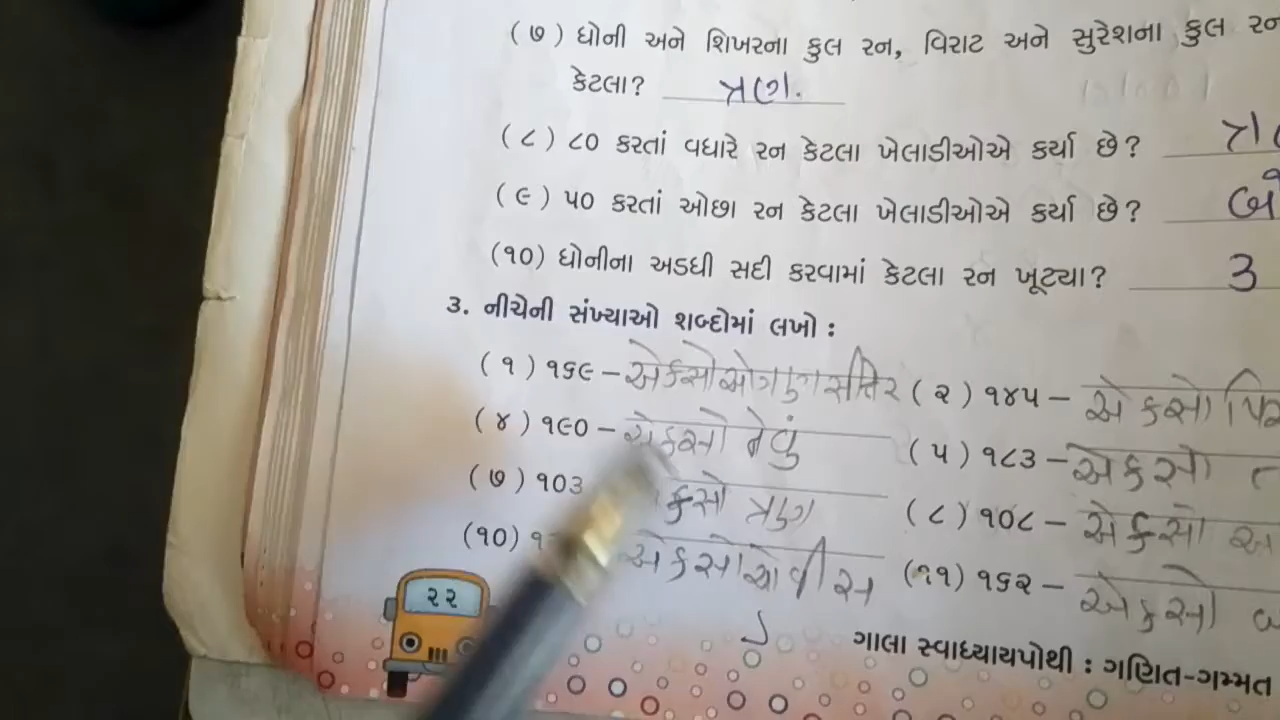 (૭) ધોની અને શિખરના કુલ રન, વિરાટ અને સુરેશના કુલ રન
કેટલા? ત્રણ.
(૮) ૮૦ કરતાં વધારે રન કેટલા ખેલાડીઓએ કર્યા છે?
(૯) ૫૦ કરતાં ઓછા રન કેટલા ખેલાડીઓએ કર્યા છે? બે
(૧૦) ધોનીના અડધી સદી કરવામાં કેટલા રન ખૂટ્યા? 3
૩. નીચેની સંખ્યાઓ શબ્દોમાં લખો :
(૧) ૧૬૯ – એકસોઓગણસિત્તેર (૨) ૧૪૫ – એકસો
(૪) ૧૯૦ – એકસો નેવું (૫) ૧૮૩ – એકસો
(૭) ૧૦૩ કસો ત્રણ (૮) ૧૦૮ – એકસો
(૧૦) એકસોચોવીસ (૧૧) ૧૬૨ – એકસો
૨૨ ગાલા સ્વાધ્યાયપોથી : ગણિત-ગમ્મત